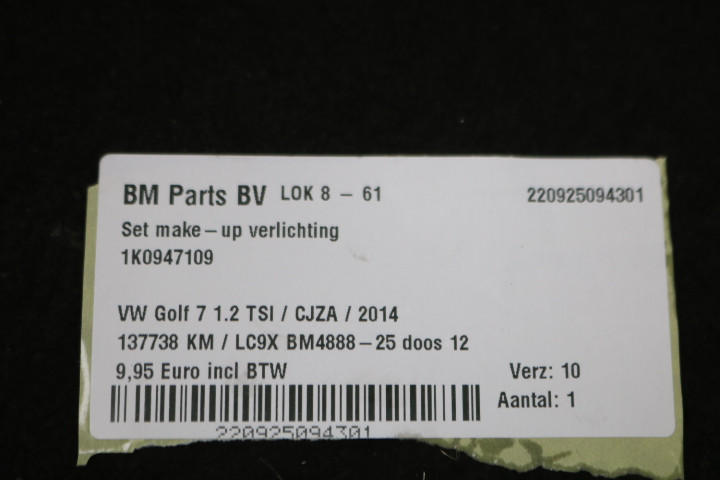 BM Parts BV LOK 8 - 61 220925094301
Set make-up verlichting
1K0947109
VW Golf 7 1.2 TSI / CJZA / 2014
137738 KM / LC9X BM4888-25 doos 12
9,95 Euro incl BTW Verz: 10
Aantal: 1
220925094301